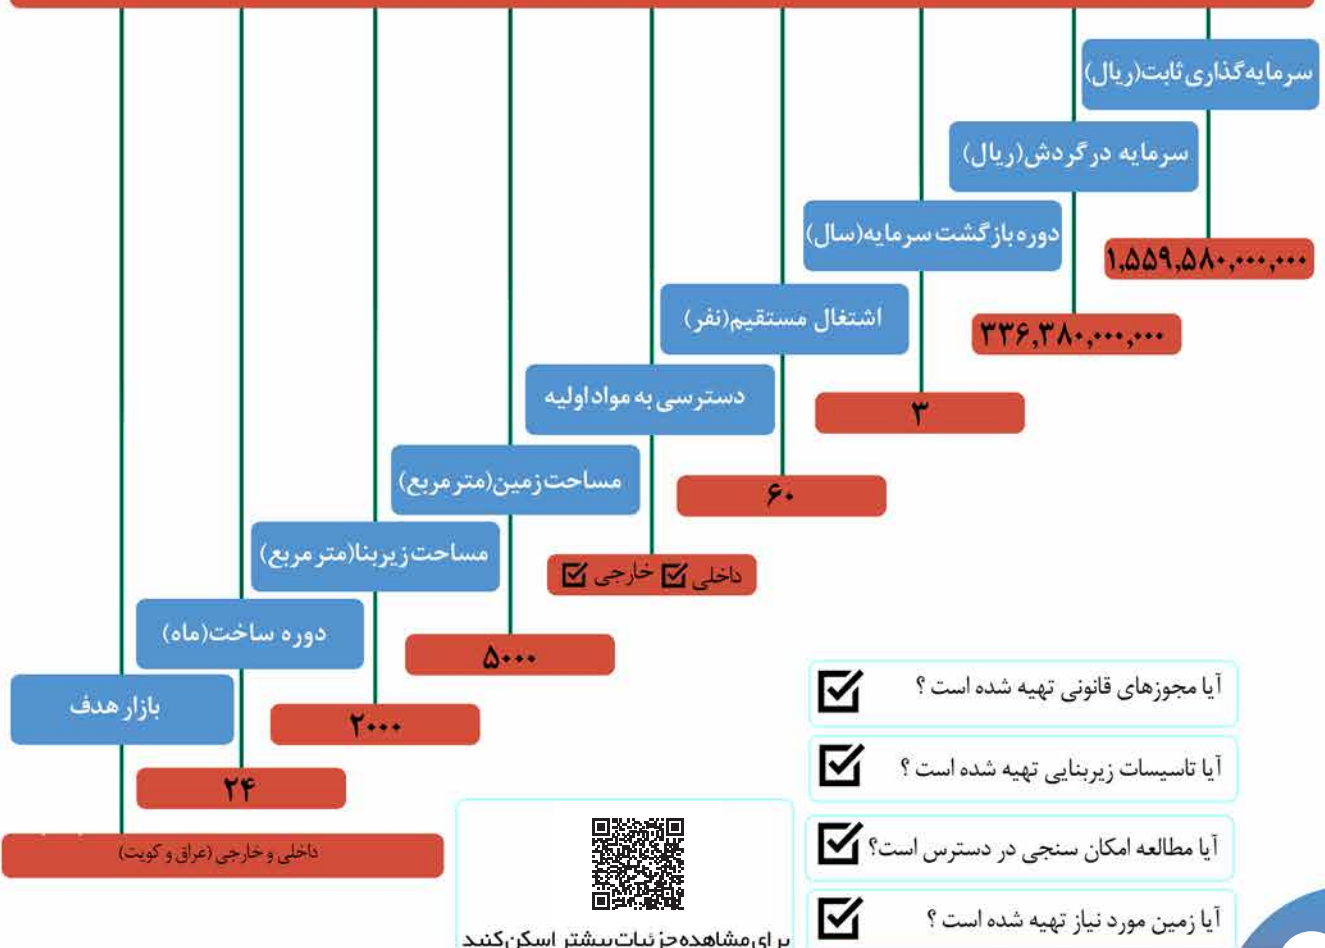 سرمایه‌گذاری ثابت(ریال)
۱,۵۵۹,۵۸۰,۰۰۰,۰۰۰
سرمایه در گردش(ریال)
۳۳۶,۳۸۰,۰۰۰,۰۰۰
دوره بازگشت سرمایه(سال)
۳
اشتغال مستقیم(نفر)
۶۰
دسترسی به مواد اولیه
داخلی ☑ خارجی ☑
مساحت زمین(متر مربع)
۵۰۰۰
مساحت زیربنا(متر مربع)
۲۰۰۰
دوره ساخت(ماه)
۲۴
بازار هدف
داخلی و خارجی (عراق و کویت)
آیا مجوزهای قانونی تهیه شده است ؟ ☑
آیا تاسیسات زیربنایی تهیه شده است ؟ ☑
آیا مطالعه امکان سنجی در دسترس است؟ ☑
آیا زمین مورد نیاز تهیه شده است ؟ ☑
برای مشاهده جزئیات بیشتر اسکن کنید